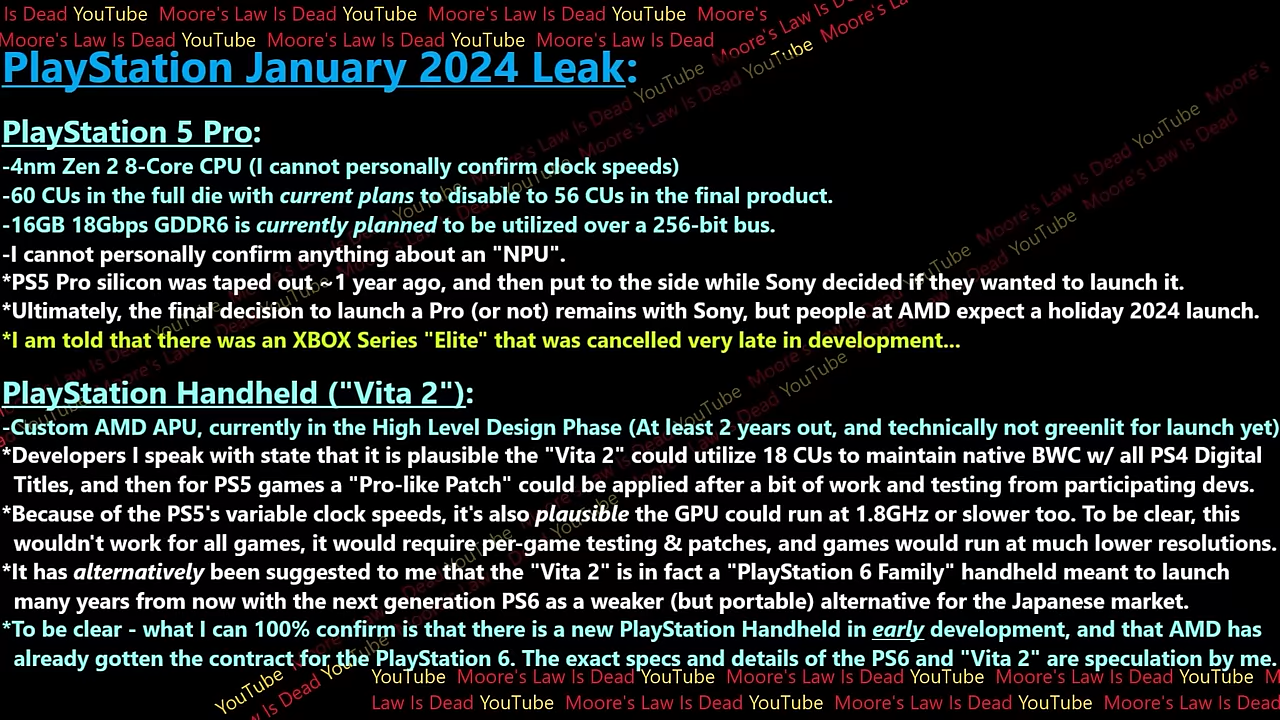 Is Dead YouTube Moore's Law Is Dead YouTube Moore's Law Is Dead YouTube Moore's
Moore's Law Is Dead YouTube Moore's Law Is Dead YouTube Moore's Law Is Dead
PlayStation January 2024 Leak:
PlayStation 5 Pro:
-4nm Zen 2 8-Core CPU (I cannot personally confirm clock speeds)
-60 CUs in the full die with current plans to disable to 56 CUs in the final product.
-16GB 18Gbps GDDR6 is currently planned to be utilized over a 256-bit bus.
-I cannot personally confirm anything about an "NPU".
*PS5 Pro silicon was taped out ~1 year ago, and then put to the side while Sony decided if they wanted to launch it.
*Ultimately, the final decision to launch a Pro (or not) remains with Sony, but people at AMD expect a holiday 2024 launch.
*I am told that there was an XBOX Series "Elite" that was cancelled very late in development...
PlayStation Handheld ("Vita 2"):
-Custom AMD APU, currently in the High Level Design Phase (At least 2 years out, and technically not greenlit for launch yet)
*Developers I speak with state that it is plausible the "Vita 2" could utilize 18 CUs to maintain native BWC w/ all PS4 Digital
Titles, and then for PS5 games a "Pro-like Patch" could be applied after a bit of work and testing from participating devs.
*Because of the PS5's variable clock speeds, it's also plausible the GPU could run at 1.8GHz or slower too. To be clear, this
wouldn't work for all games, it would require per-game testing & patches, and games would run at much lower resolutions.
*It has alternatively been suggested to me that the "Vita 2" is in fact a "PlayStation 6 Family" handheld meant to launch
many years from now with the next generation PS6 as a weaker (but portable) alternative for the Japanese market.
*To be clear - what I can 100% confirm is that there is a new PlayStation Handheld in early development, and that AMD has
already gotten the contract for the PlayStation 6. The exact specs and details of the PS6 and "Vita 2" are speculation by me.
YouTube Moore's Law Is Dead YouTube Moore's Law Is Dead YouTube Moore's Law Is Dead YouTube M
Law Is Dead YouTube Moore's Law Is Dead YouTube Moore's Law Is Dead YouTube Moore's Law Is Dead